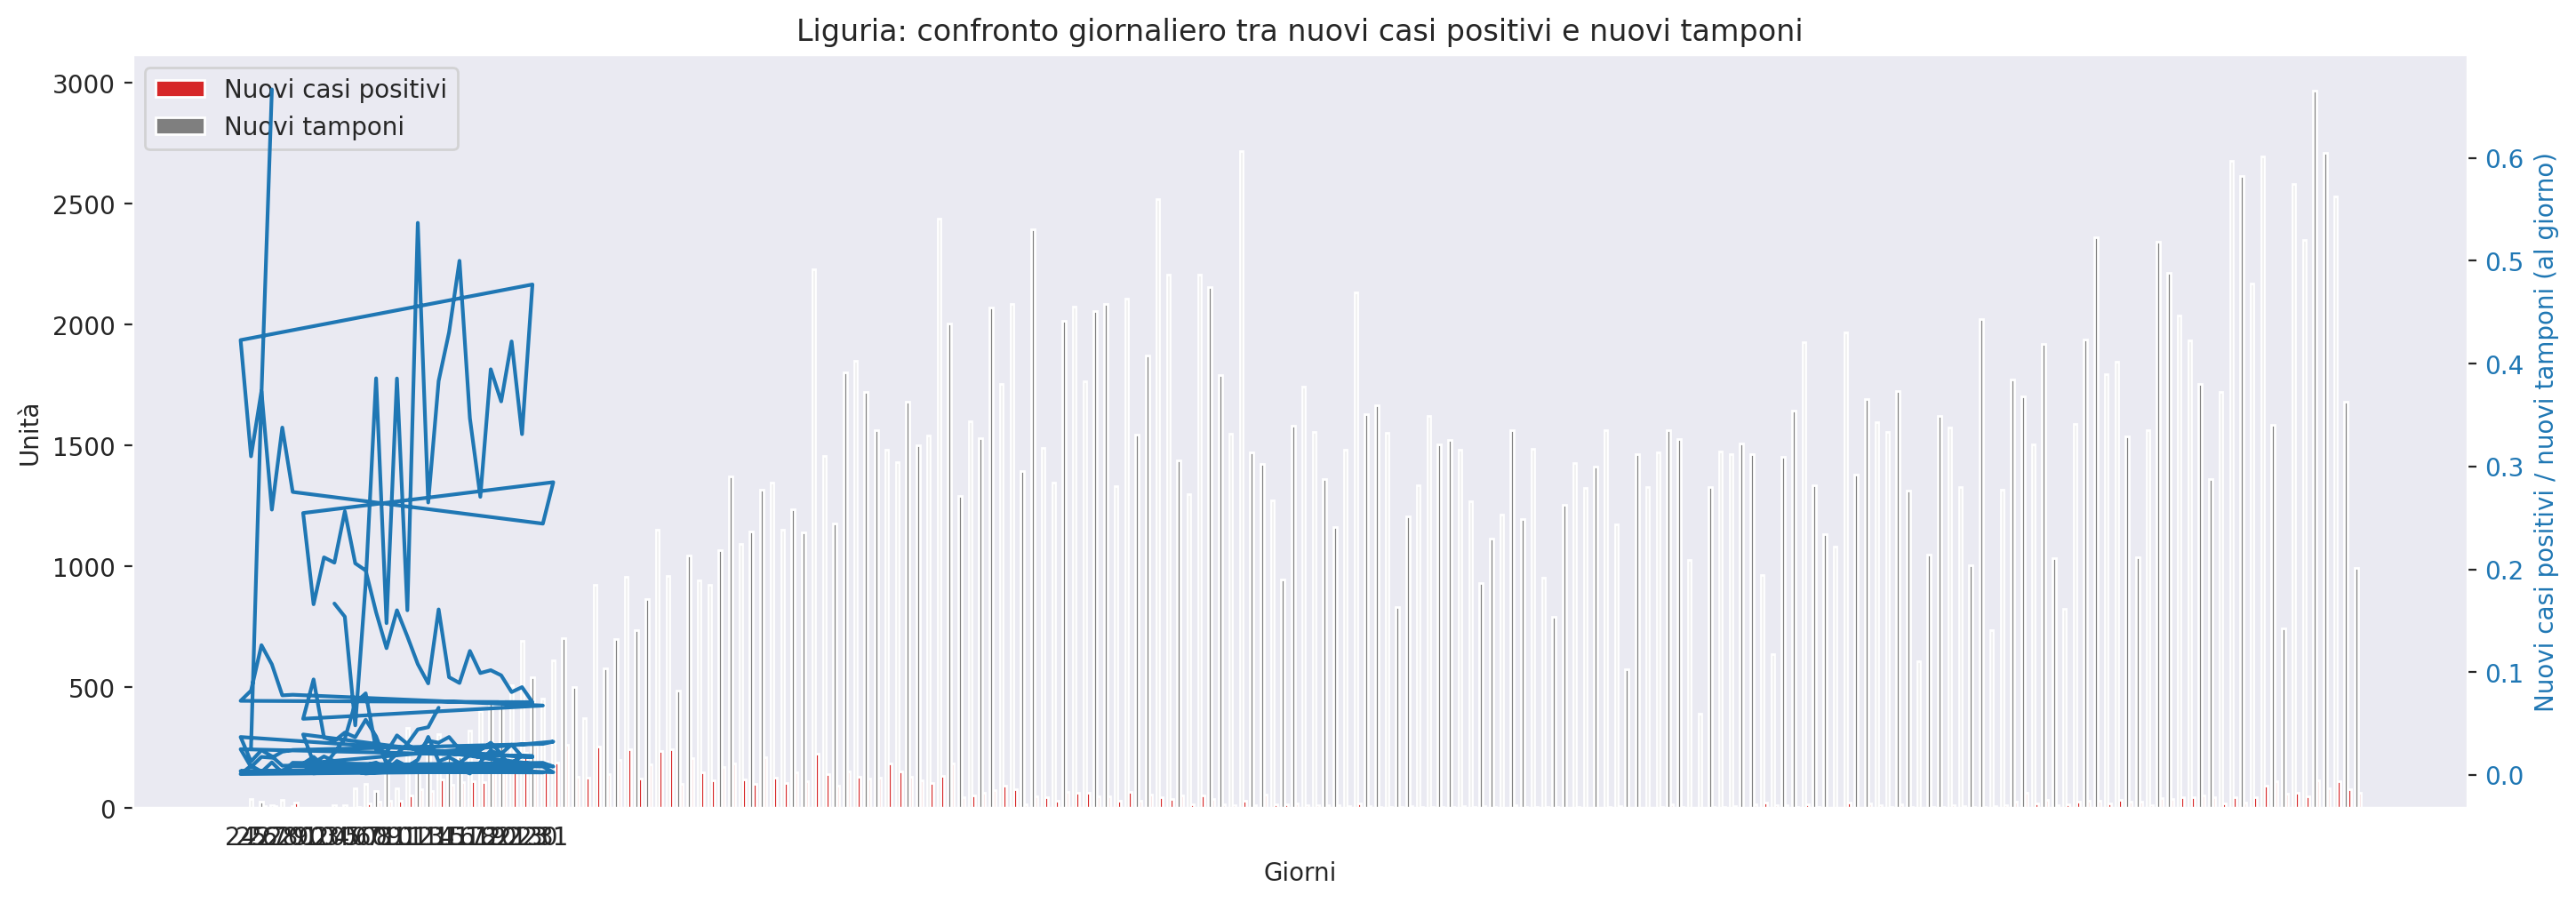 Liguria: confronto giornaliero tra nuovi casi positivi e nuovi tamponi
Nuovi casi positivi
Nuovi tamponi
3000
2500
2000
1500
1000
500
0
Unità
0.6
0.5
0.4
0.3
0.2
0.1
0.0
Nuovi casi positivi / nuovi tamponi (al giorno)
Giorni